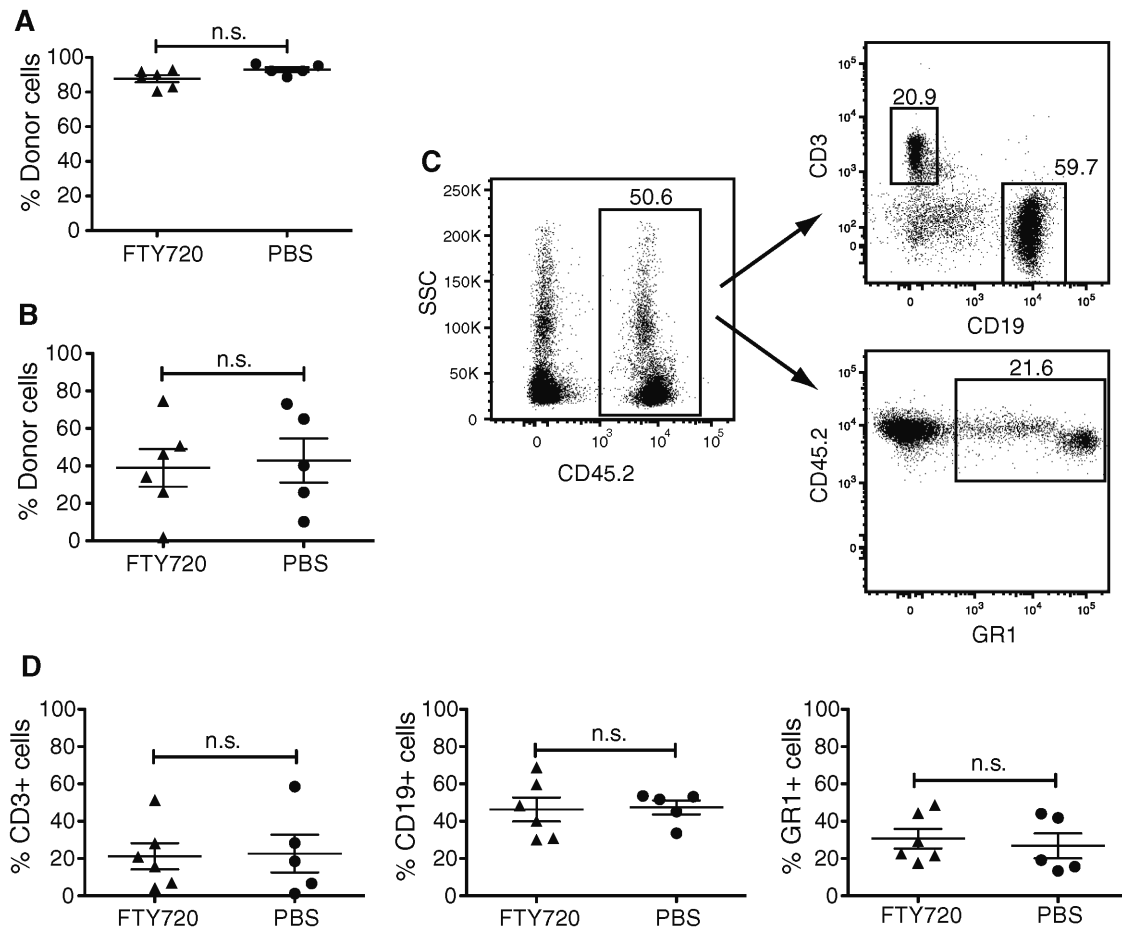 A
n.s.
100
80
60
40
20
0
% Donor cells
FTY720 PBS
B
n.s.
100
80
60
40
20
0
% Donor cells
FTY720 PBS
C
50.6
250K
200K
150K
100K
50K
0
SSC
0 10³ 10⁴ 10⁵
CD45.2
20.9
59.7
10⁵
10⁴
10³
10²
0
CD3
0 10³ 10⁴ 10⁵
CD19
21.6
10⁵
10⁴
10³
0
CD45.2
0 10³ 10⁴ 10⁵
GR1
D
n.s.
100
80
60
40
20
0
% CD3+ cells
FTY720 PBS
n.s.
100
80
60
40
20
0
% CD19+ cells
FTY720 PBS
n.s.
100
80
60
40
20
0
% GR1+ cells
FTY720 PBS